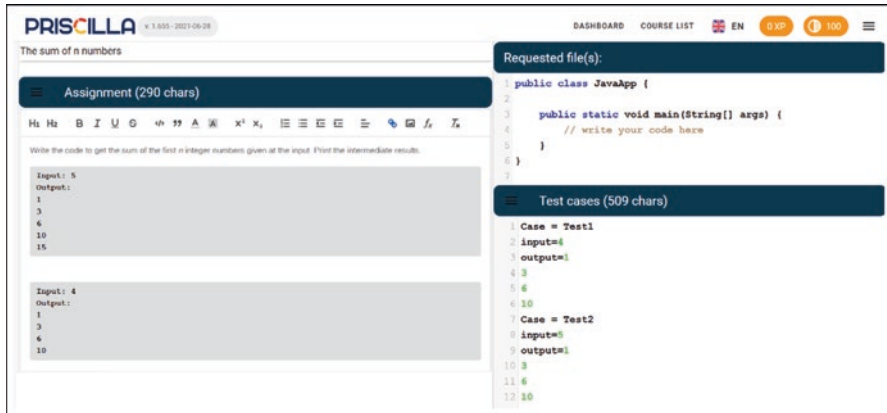 PRISCILLA v. 1.655 - 2021-06-28 DASHBOARD COURSE LIST EN 0 XP 100
The sum of n numbers
Assignment (290 chars)
H₁ H₂ B I U S </> ” A A X² X₂ fx Tx
Write the code to get the sum of the first n integer numbers given at the input. Print the intermediate results.
Input: 5
Output:
1
3
6
10
15
Input: 4
Output:
1
3
6
10
Requested file(s):
1 public class JavaApp {
2
3 public static void main(String[] args) {
4 // write your code here
5 }
6 }
7
Test cases (509 chars)
1 Case = Test1
2 input=4
3 output=1
4 3
5 6
6 10
7 Case = Test2
8 input=5
9 output=1
10 3
11 6
12 10